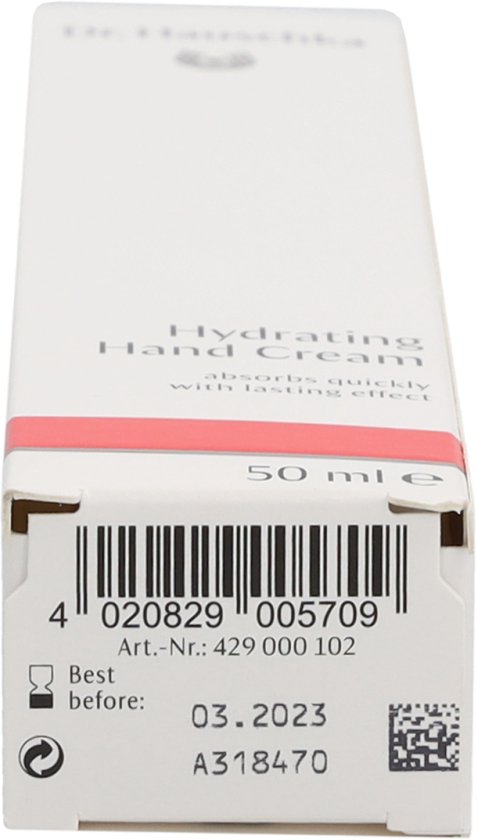 Dr. Hauschka
Hydrating
Hand Cream
absorbs quickly
with lasting effect
50 ml e
4 020829 005709
Art.-Nr.: 429 000 102
Best
before:
03.2023
A318470